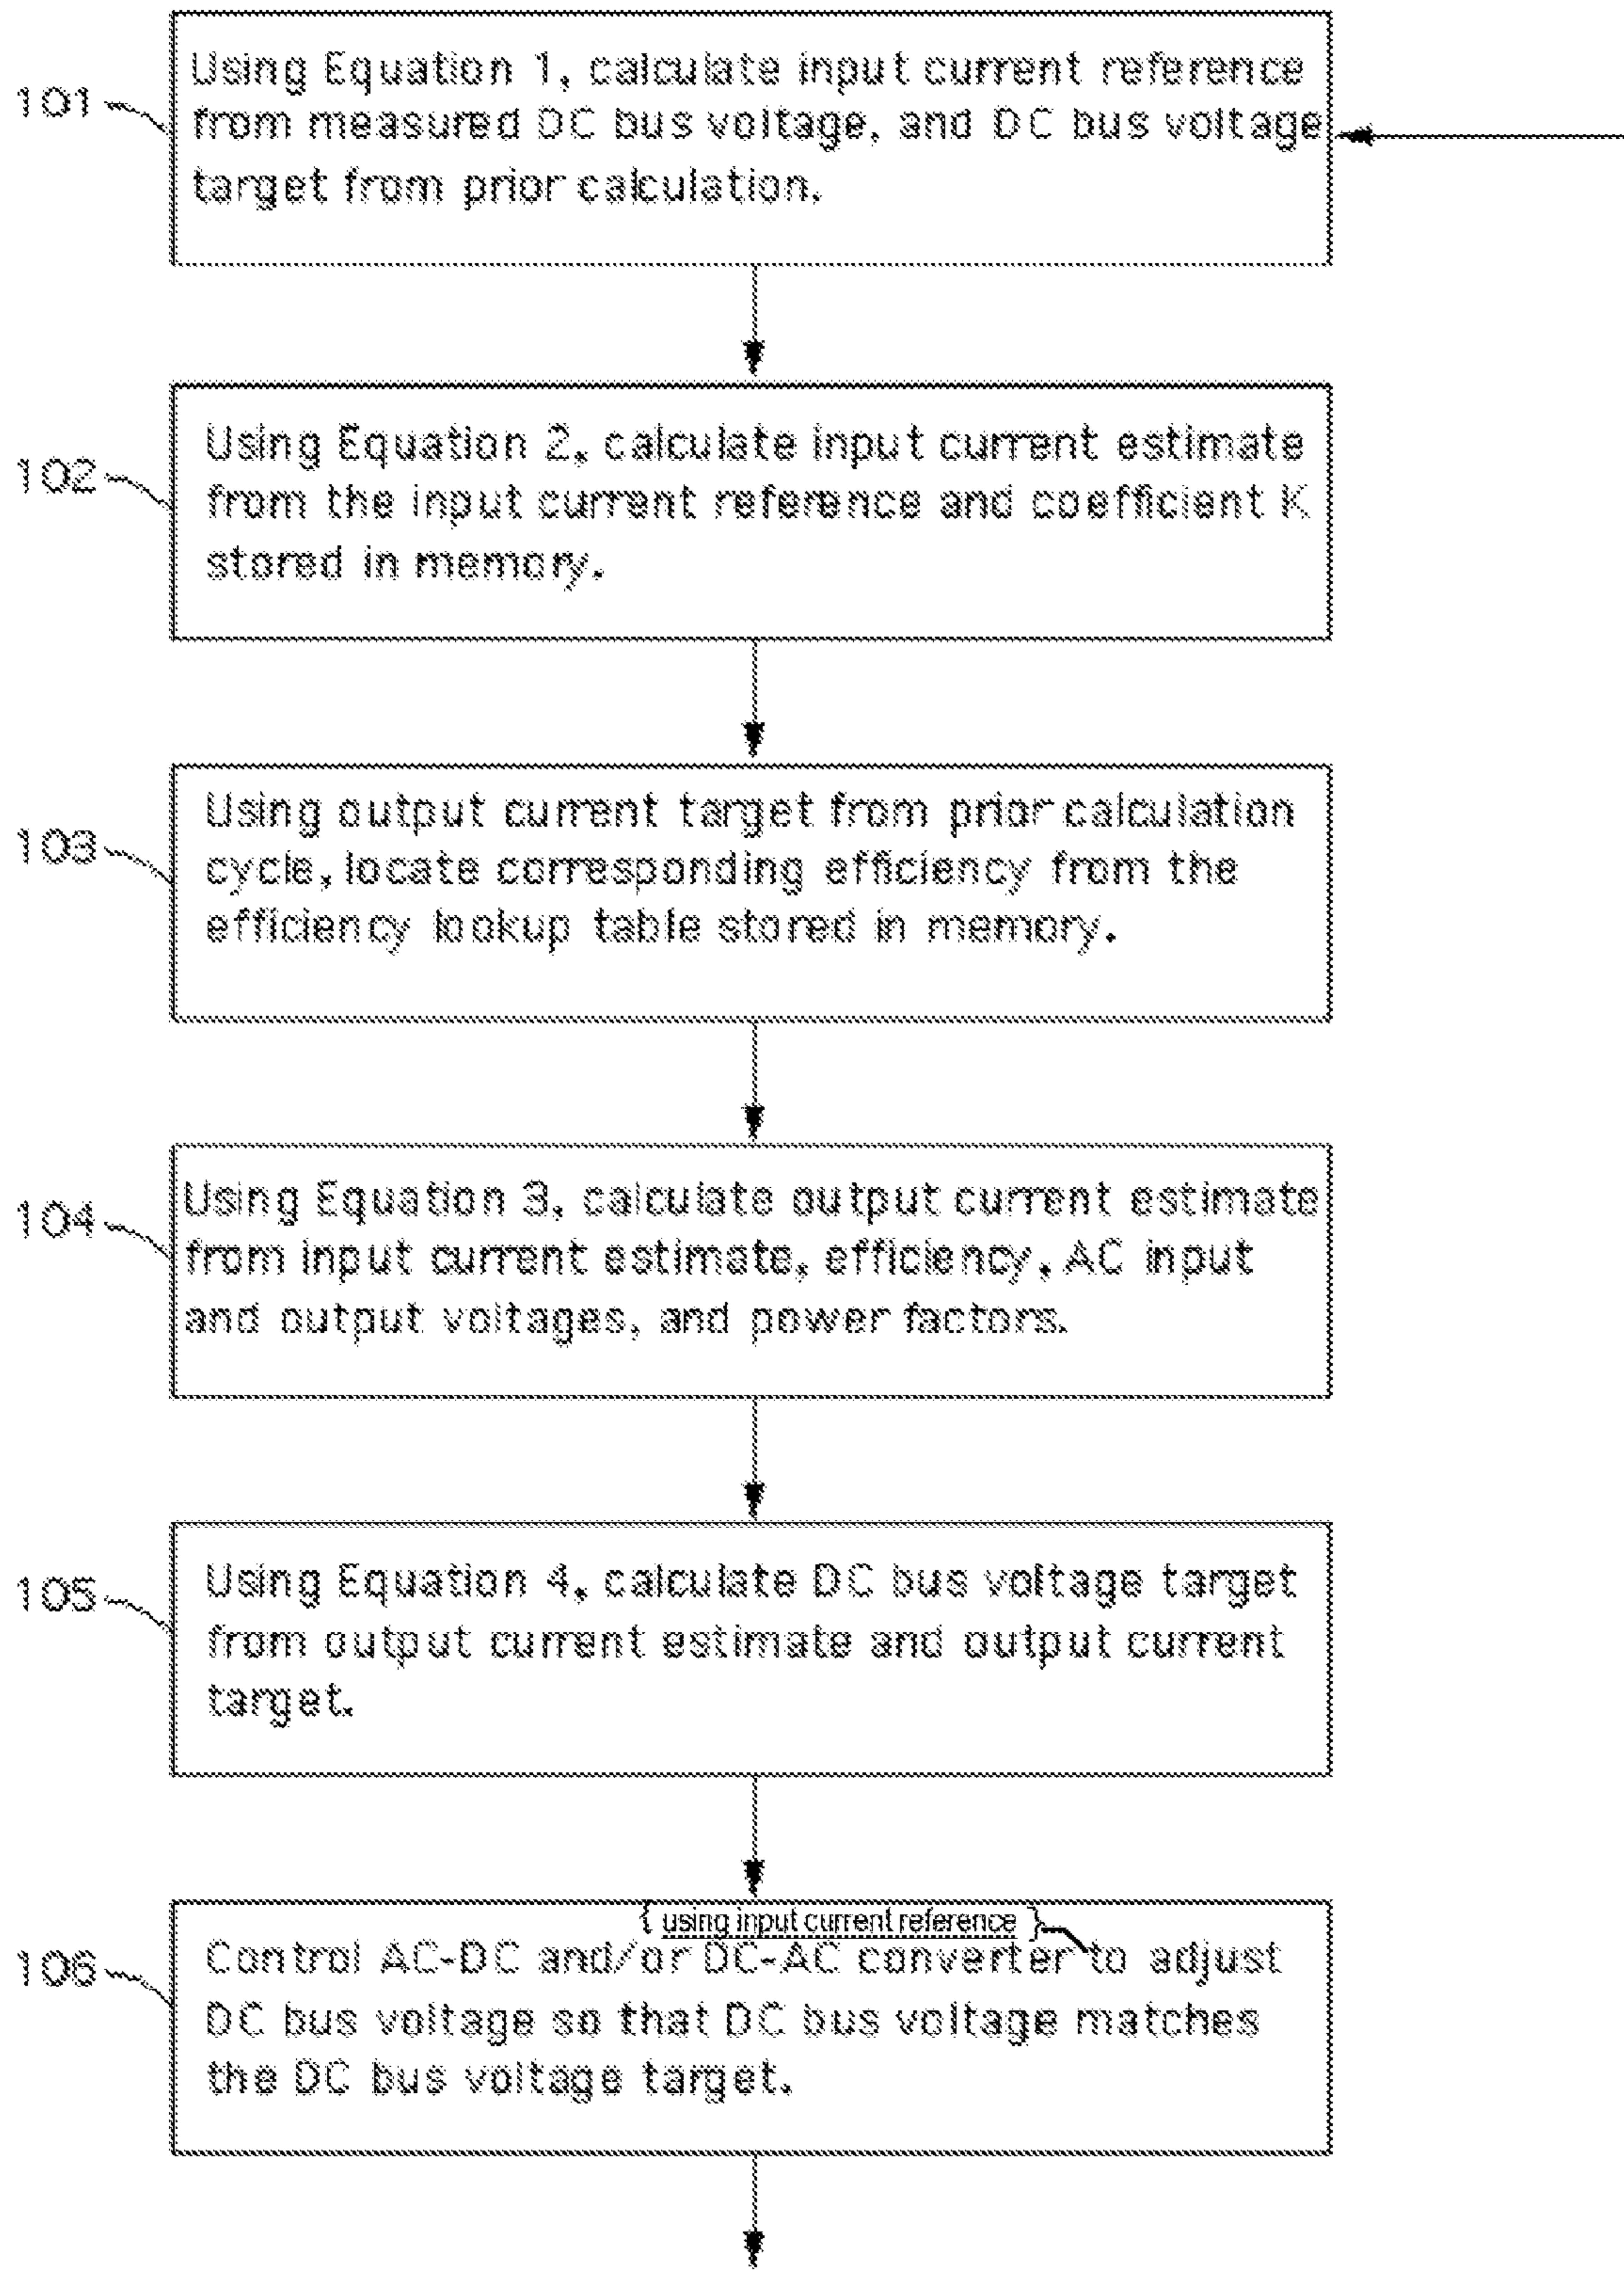 101
Using Equation 1, calculate input current reference
from measured DC bus voltage, and DC bus voltage
target from prior calculation.
102
Using Equation 2, calculate input current estimate
from the input current reference and coefficient K
stored in memory.
103
Using output current target from prior calculation
cycle, locate corresponding efficiency from the
efficiency lookup table stored in memory.
104
Using Equation 3, calculate output current estimate
from input current estimate, efficiency, AC input
and output voltages, and power factors.
105
Using Equation 4, calculate DC bus voltage target
from output current estimate and output current
target.
106
{ using input current reference }
Control AC-DC and/or DC-AC converter to adjust
DC bus voltage so that DC bus voltage matches
the DC bus voltage target.